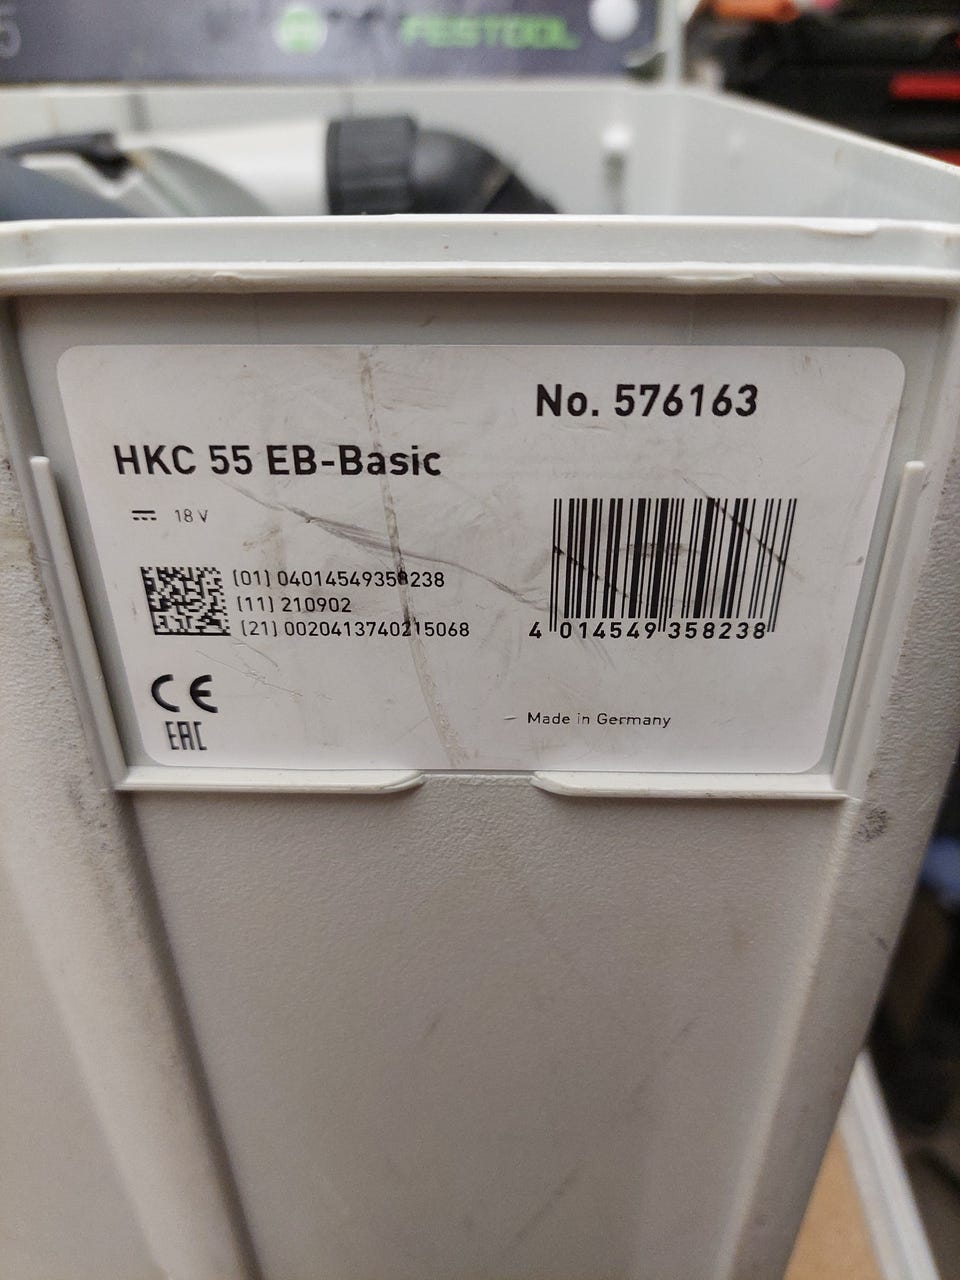 FESTOOL
No. 576163
HKC 55 EB-Basic
18 V
(01) 04014549358238
(11) 210902
(21) 0020413740215068
4 014549 358238
CE
EAC
Made in Germany